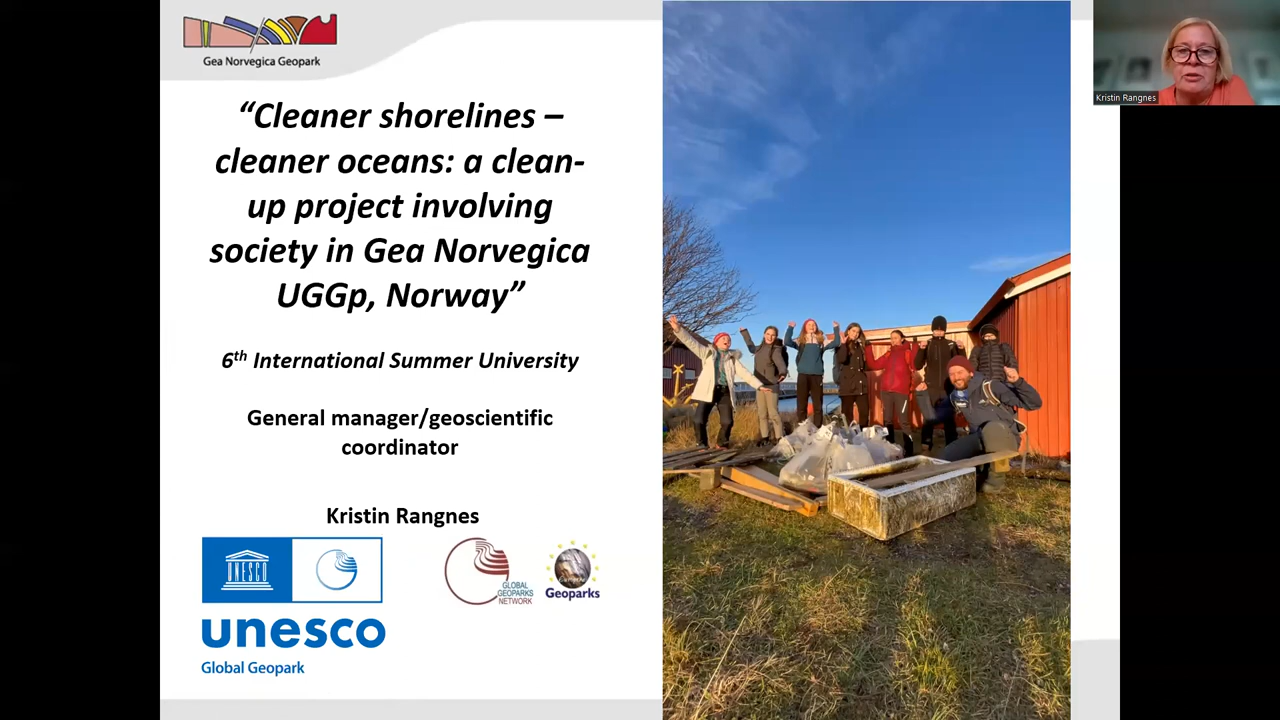 Gea Norvegica Geopark
Kristin Rangnes
“Cleaner shorelines –
cleaner oceans: a clean-
up project involving
society in Gea Norvegica
UGGp, Norway”
6th International Summer University
General manager/geoscientific
coordinator
Kristin Rangnes
UNESCO
GLOBAL
GEOPARKS
NETWORK
European
Geoparks
unesco
Global Geopark